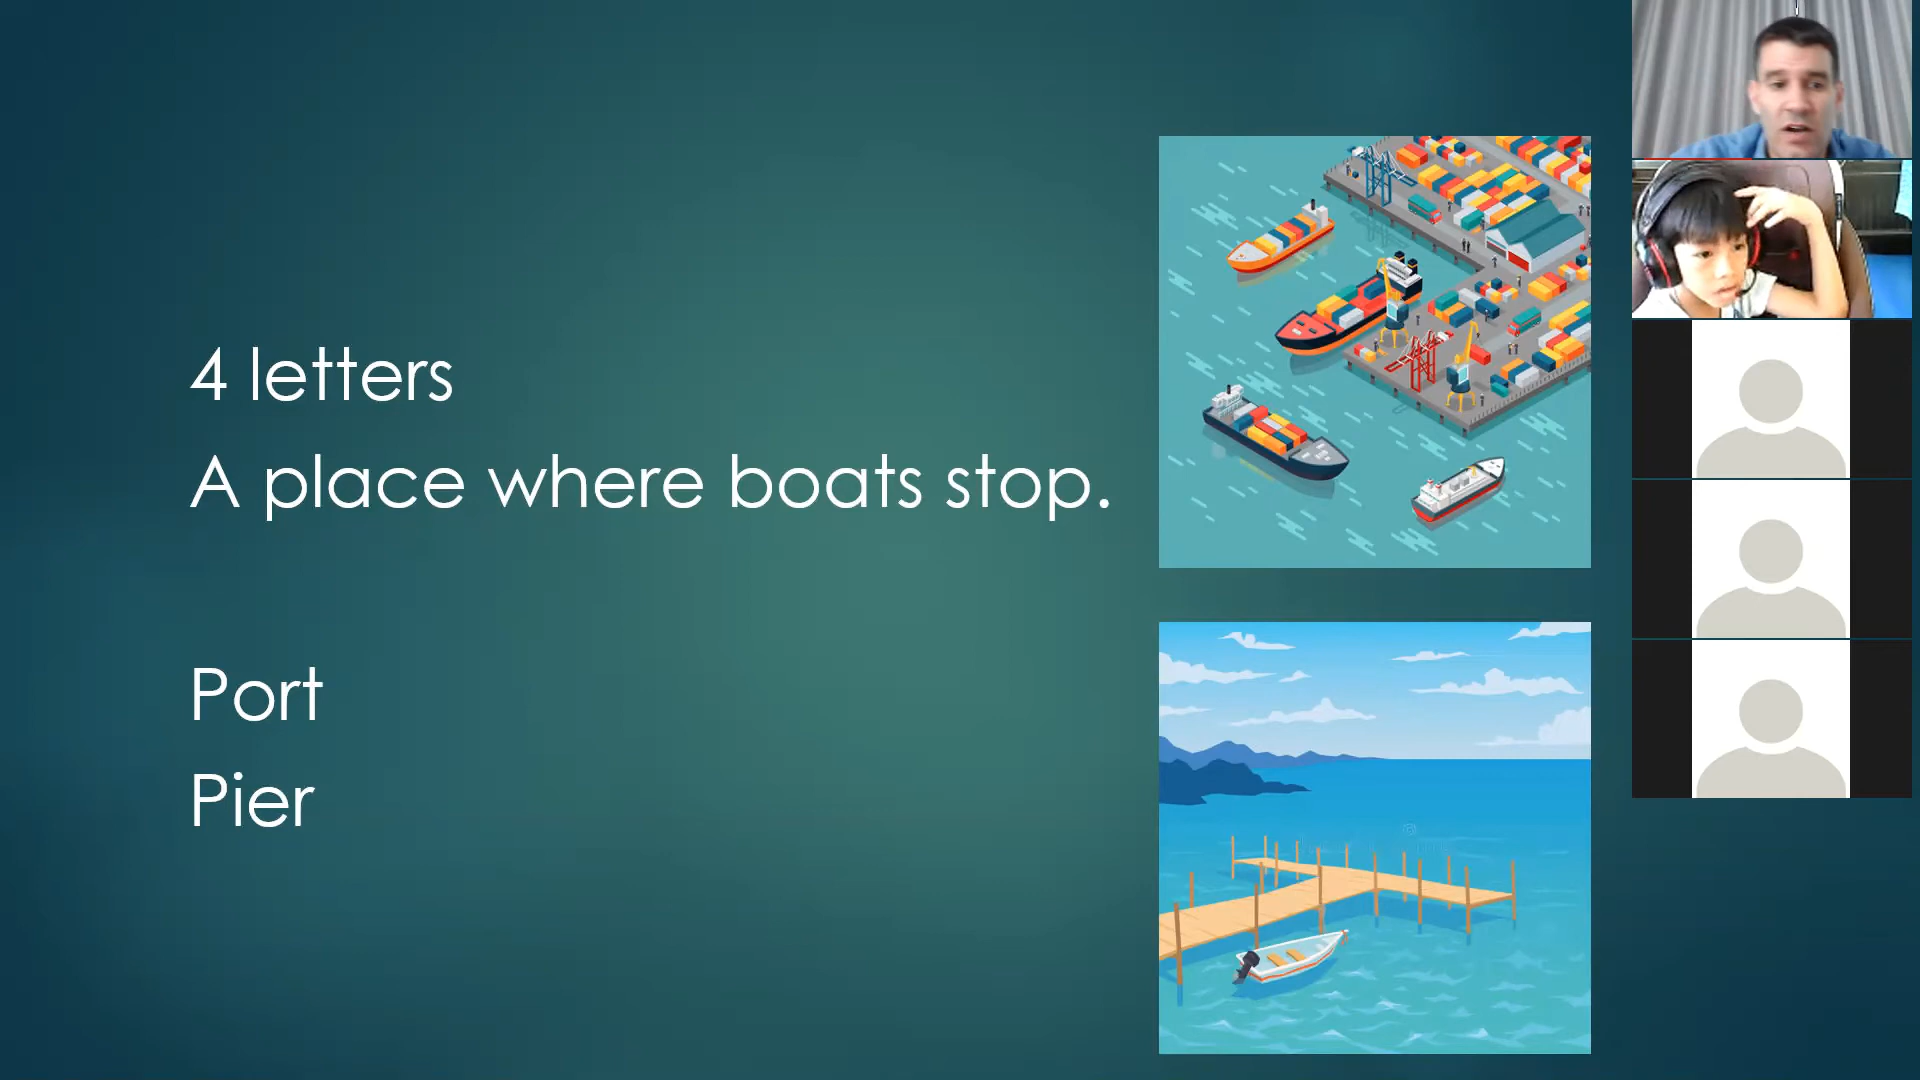 4 letters
A place where boats stop.
Port
Pier